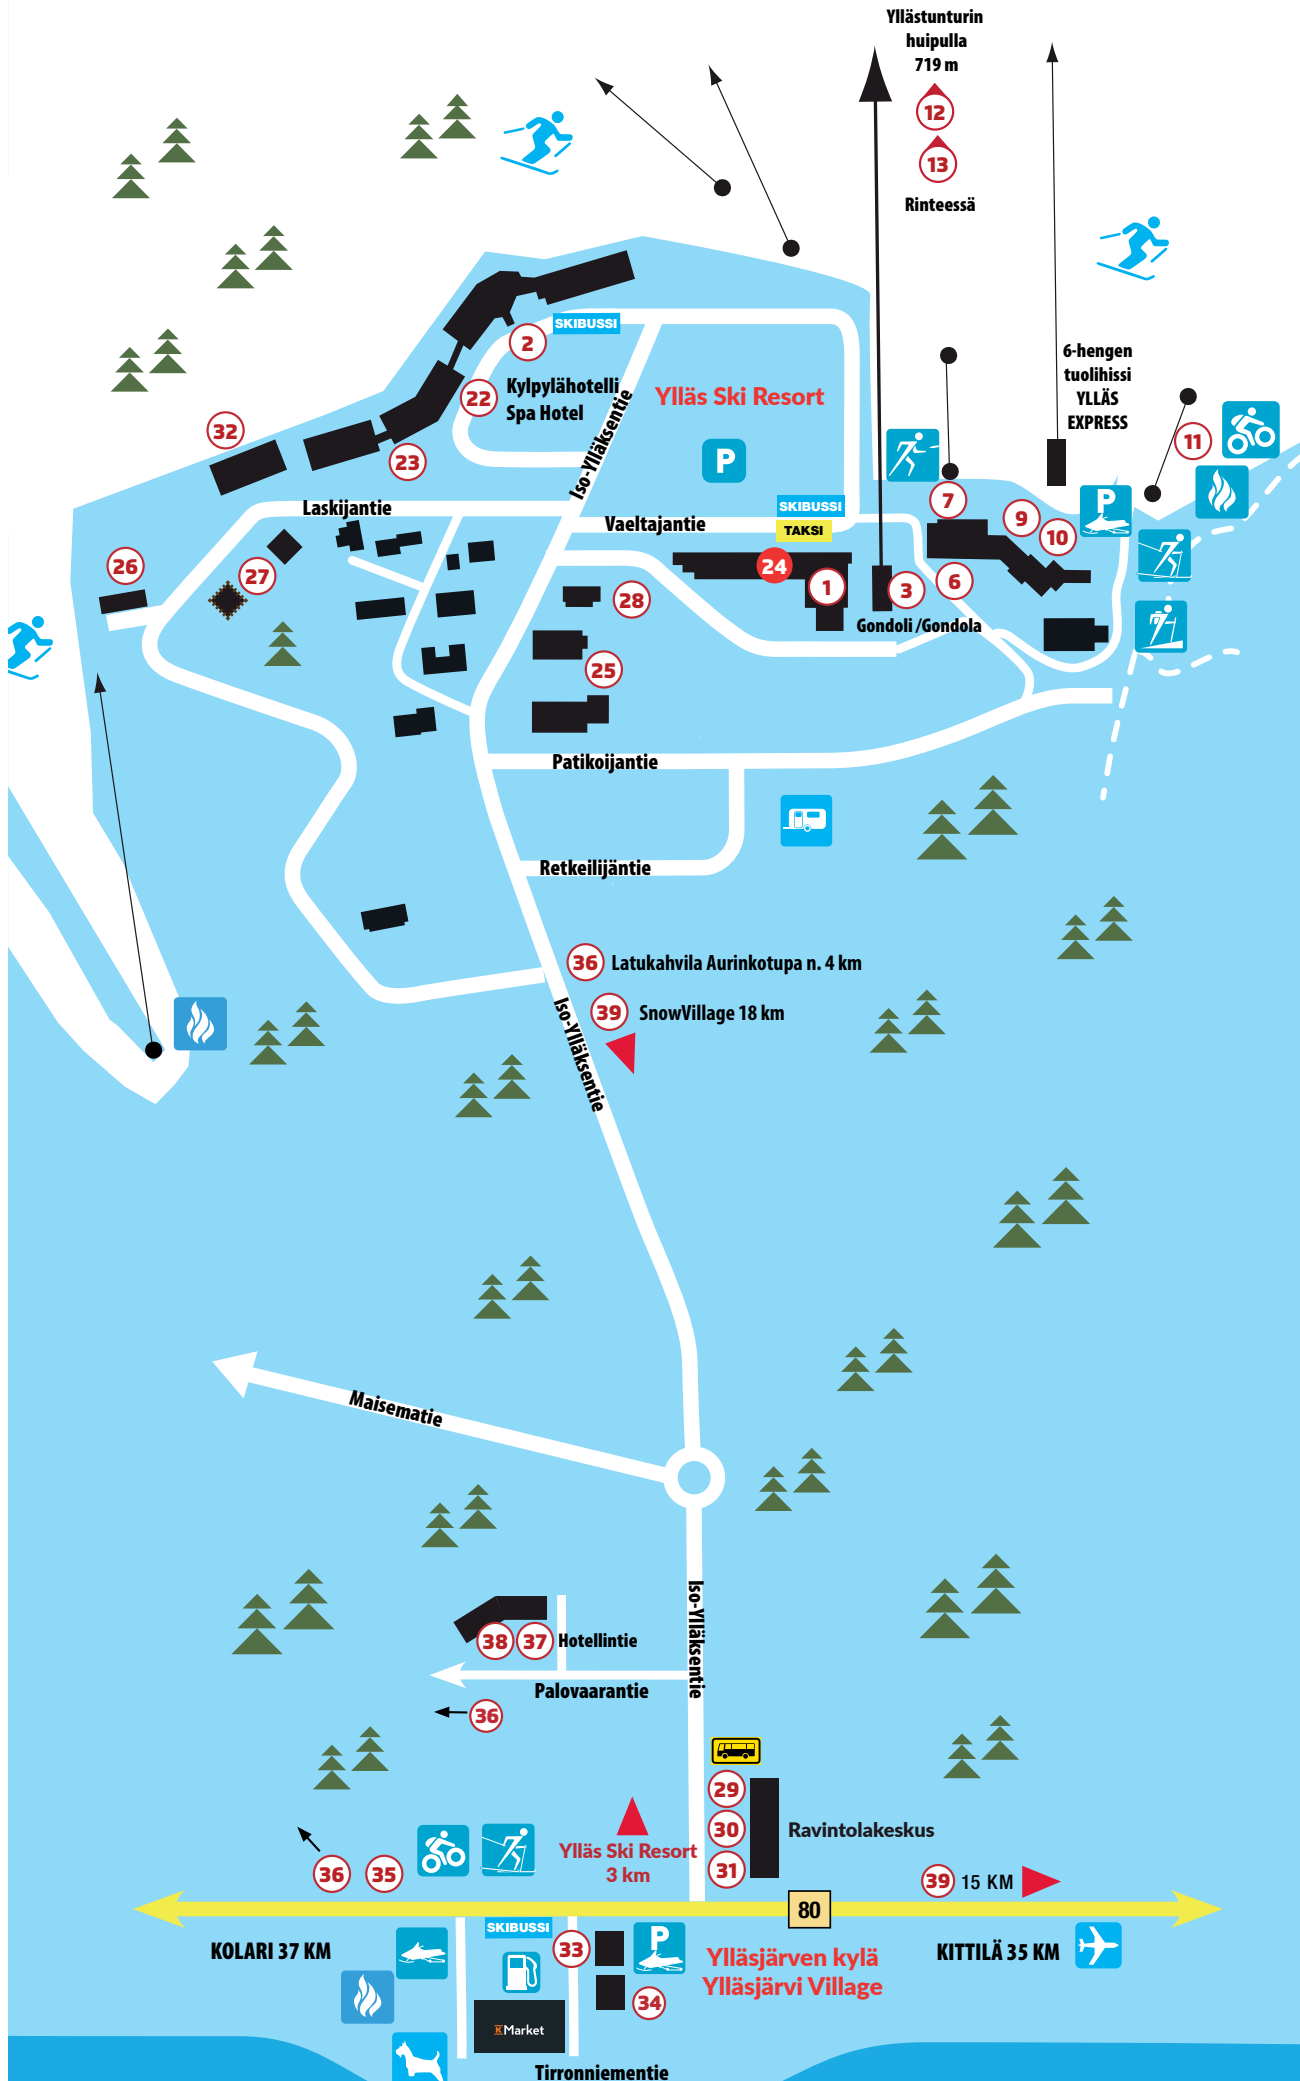 Yllästunturin
huipulla
719 m
12
13
Rinteessä
6-hengen
tuolihissi
YLLÄS
EXPRESS
11
SKIBUSSI
2
22
Kylpylähotelli
Spa Hotel
Iso-Ylläksentie
Ylläs Ski Resort
P
32
23
Laskijantie
Vaeltajantie
SKIBUSSI
TAKSI
7
9
10
P
26
27
28
24
1
3
6
Gondoli /Gondola
25
Patikoijantie
Retkeilijäntie
36 Latukahvila Aurinkotupa n. 4 km
39 SnowVillage 18 km
Iso-Ylläksentie
Maisematie
Iso-Ylläksentie
38 37 Hotellintie
Palovaarantie
36
29
30
31
Ravintolakeskus
Ylläs Ski Resort
3 km
36
35
39 15 KM
80
KOLARI 37 KM
SKIBUSSI
33
P
34
Ylläsjärven kylä
Ylläsjärvi Village
KITTILÄ 35 KM
K Market
Tirronniementie